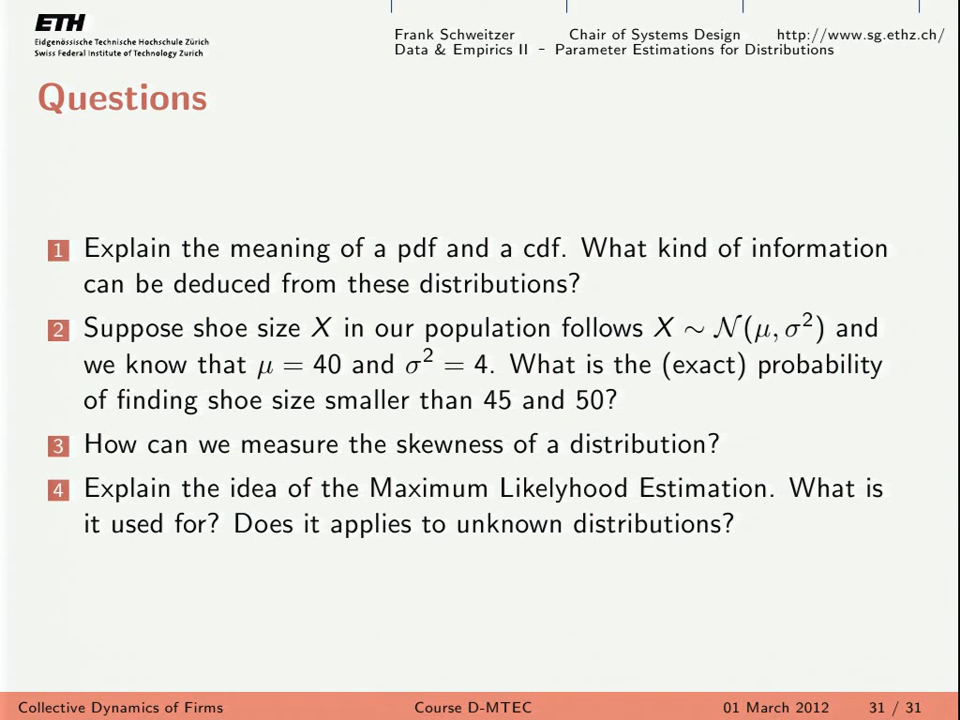 ETH
Eidgenössische Technische Hochschule Zürich
Swiss Federal Institute of Technology Zurich
Frank Schweitzer Chair of Systems Design http://www.sg.ethz.ch/
Data & Empirics II - Parameter Estimations for Distributions
Questions
1 Explain the meaning of a pdf and a cdf. What kind of information
can be deduced from these distributions?
2 Suppose shoe size X in our population follows X ∼ 𝒩(μ, σ²) and
we know that μ = 40 and σ² = 4. What is the (exact) probability
of finding shoe size smaller than 45 and 50?
3 How can we measure the skewness of a distribution?
4 Explain the idea of the Maximum Likelyhood Estimation. What is
it used for? Does it applies to unknown distributions?
Collective Dynamics of Firms Course D-MTEC 01 March 2012 31 / 31